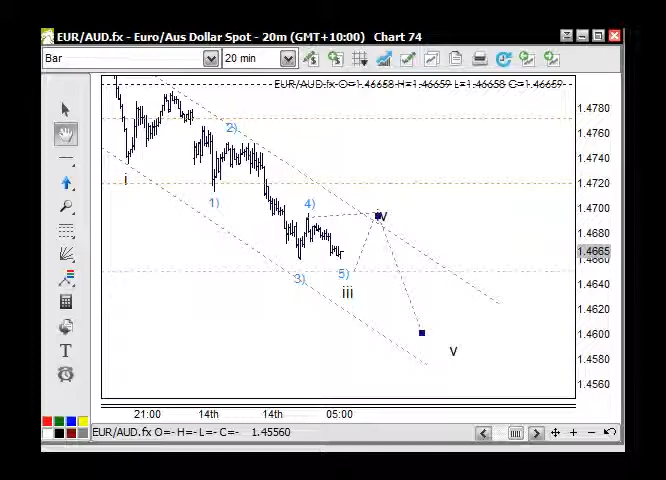 EUR/AUD.fx - Euro/Aus Dollar Spot - 20m (GMT+10:00) Chart 74
Bar
20 min
EUR/AUD.fx O=1.46658 H=1.46659 L=1.46658 C=1.46659
1.4780
1.4760
1.4740
1.4720
1.4700
1.4680
1.4665
1.4660
1.4640
1.4620
1.4600
1.4580
1.4560
2)
i
1)
4)
v
3)
5)
iii
v
T
21:00 14th 14th 05:00
EUR/AUD.fx O=- H=- L=- C=- 1.45560